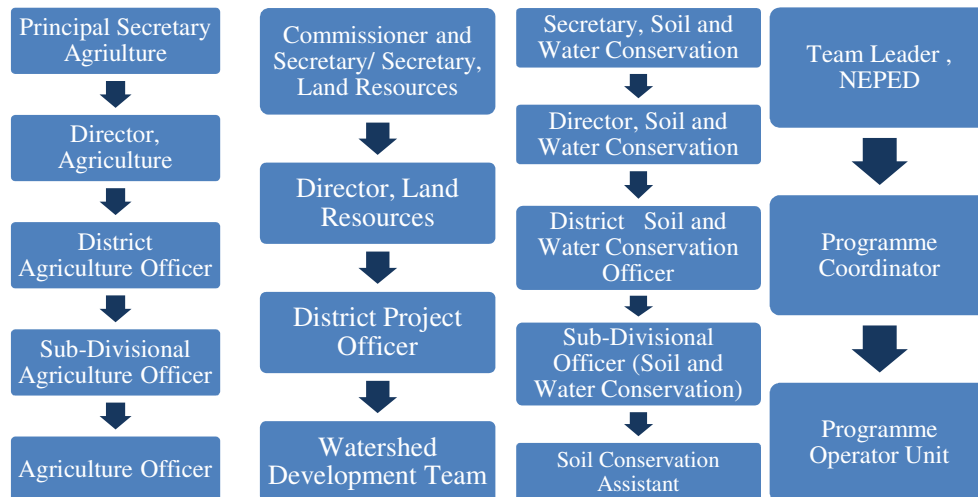 Principal Secretary
Agriulture
Director,
Agriculture
District
Agriculture Officer
Sub-Divisional
Agriculture Officer
Agriculture Officer
Commissioner and
Secretary/ Secretary,
Land Resources
Director, Land
Resources
District Project
Officer
Watershed
Development Team
Secretary, Soil and
Water Conservation
Director, Soil and
Water Conservation
District Soil and
Water Conservation
Officer
Sub-Divisional
Officer (Soil and
Water Conservation)
Soil Conservation
Assistant
Team Leader ,
NEPED
Programme
Coordinator
Programme
Operator Unit